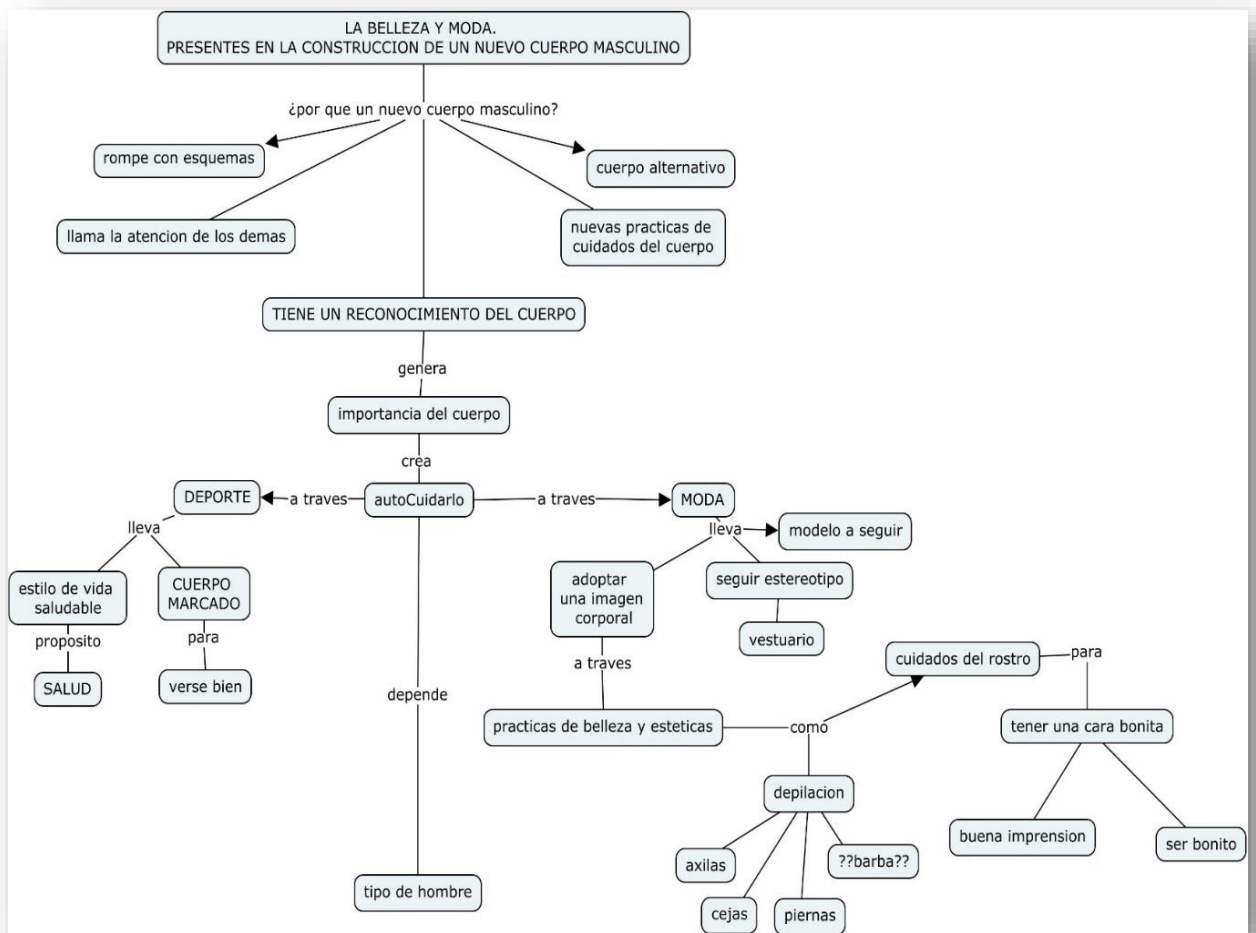 LA BELLEZA Y MODA.
PRESENTES EN LA CONSTRUCCION DE UN NUEVO CUERPO MASCULINO
¿por que un nuevo cuerpo masculino?
rompe con esquemas
cuerpo alternativo
llama la atencion de los demas
nuevas practicas de
cuidados del cuerpo
TIENE UN RECONOCIMIENTO DEL CUERPO
genera
importancia del cuerpo
crea
DEPORTE
a traves
autoCuidarlo
a traves
MODA
lleva
lleva
modelo a seguir
estilo de vida
saludable
CUERPO
MARCADO
adoptar
una imagen
corporal
seguir estereotipo
proposito
para
vestuario
SALUD
verse bien
a traves
cuidados del rostro
para
depende
practicas de belleza y esteticas
como
tener una cara bonita
depilacion
buena imprension
ser bonito
axilas
??barba??
cejas
piernas
tipo de hombre